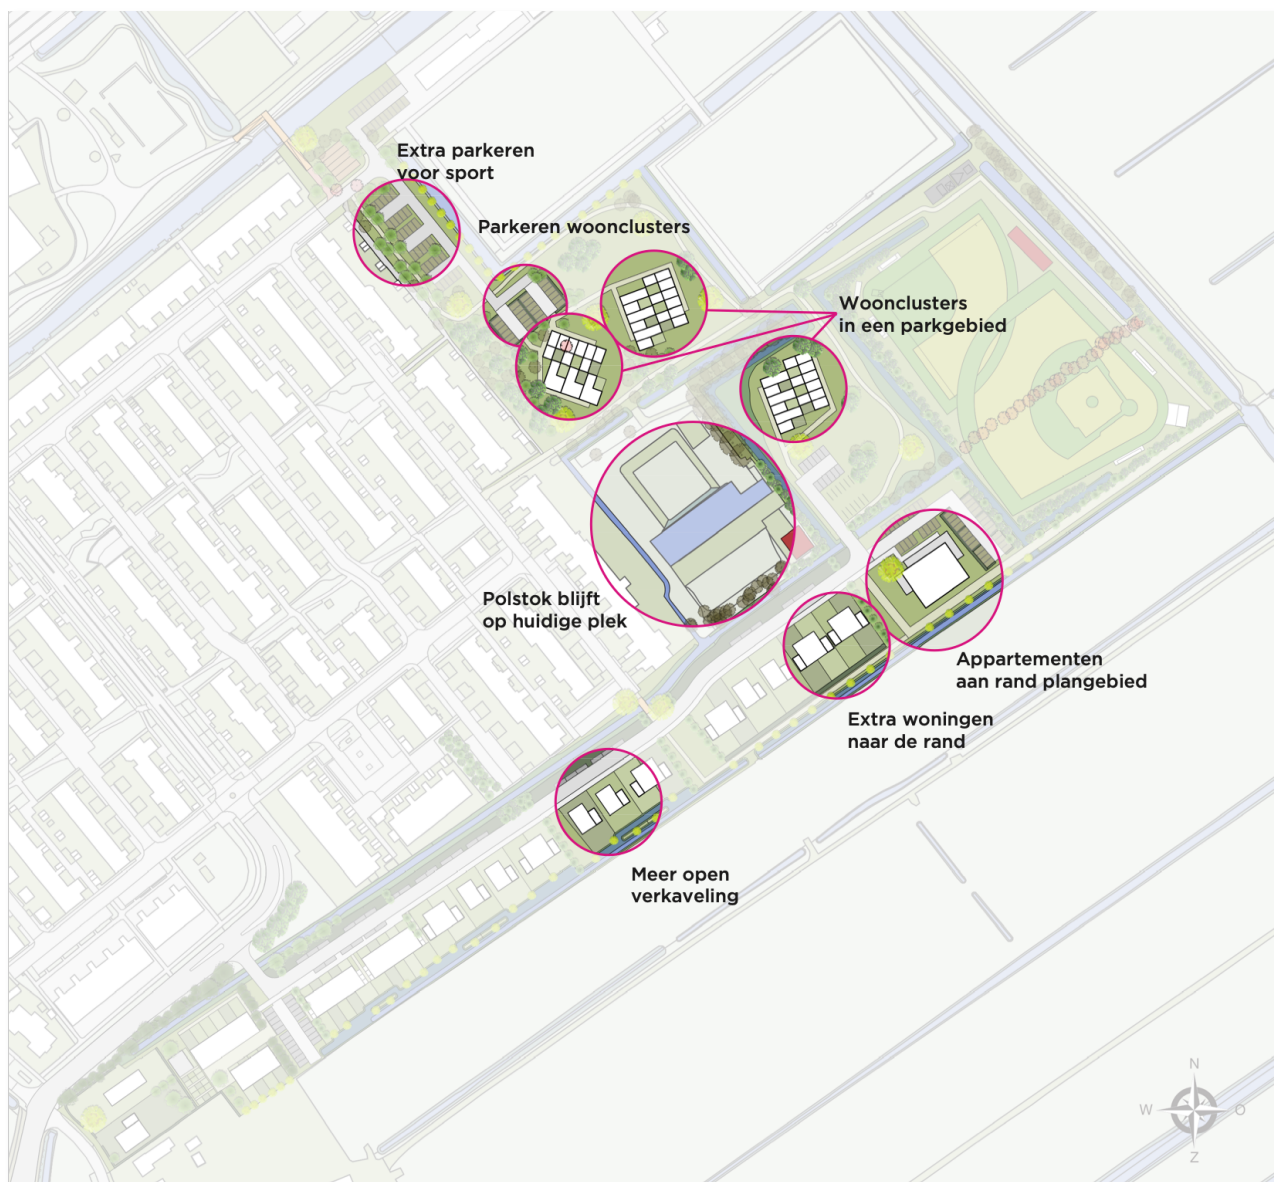 Extra parkeren
voor sport
Parkeren woonclusters
Woonclusters
in een parkgebied
Polstok blijft
op huidige plek
Appartementen
aan rand plangebied
Extra woningen
naar de rand
Meer open
verkaveling
N
W
O
Z